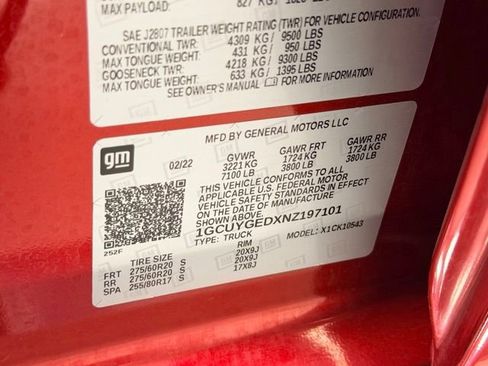 MAX PAYLOAD:
SAE J2807 TRAILER WEIGHT RATING (TWR) FOR VEHICLE CONFIGURATION
CONVENTIONAL TWR: 4309 KG / 9500 LBS
MAX TONGUE WEIGHT: 431 KG / 950 LBS
GOOSENECK TWR: 4218 KG / 9300 LBS
MAX TONGUE WEIGHT: 633 KG / 1395 LBS
SEE OWNER'S MANUAL FOR MORE INFORMATION
gm
MFD BY GENERAL MOTORS LLC
02/22 GVWR GAWR FRT GAWR RR
3221 KG 1724 KG 1724 KG
7100 LB 3800 LB 3800 LB
THIS VEHICLE CONFORMS TO ALL
APPLICABLE U.S. FEDERAL MOTOR
VEHICLE SAFETY STANDARDS IN
EFFECT ON THE DATE OF MANUFACTURE
SHOWN ABOVE.
1GCUYGEDXNZ197101
TYPE: TRUCK MODEL: X1CK10543
252F
TIRE SIZE RIM
FRT 275/60R20 S 20X9J
RR 275/60R20 S 20X9J
SPA 255/80R17 S 17X8J